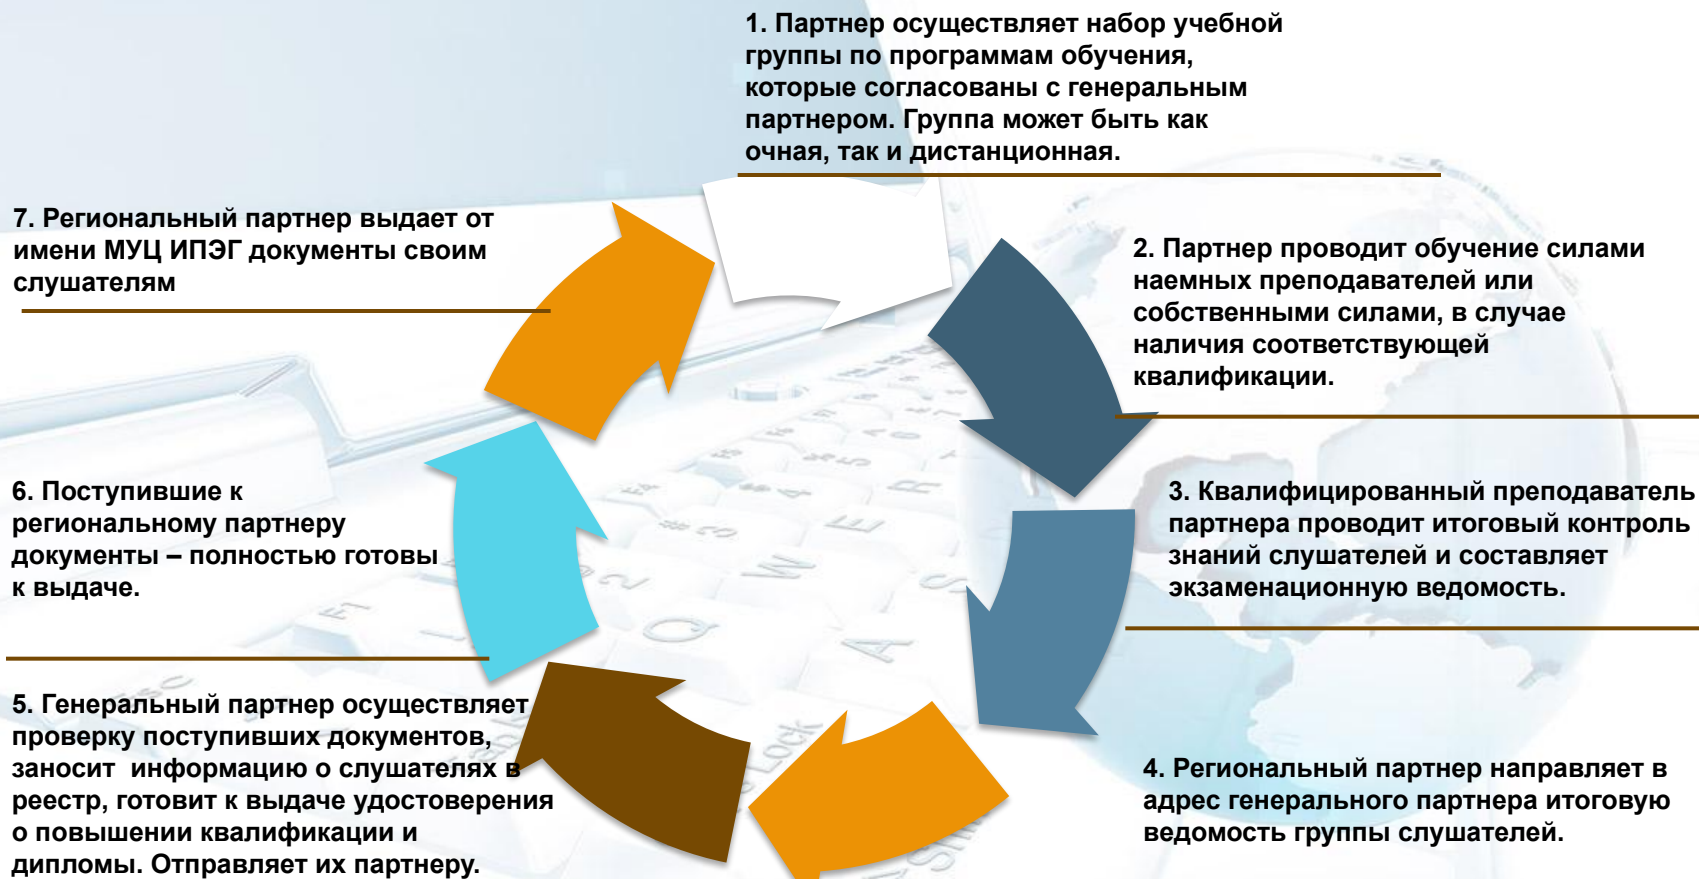 1. Партнер осуществляет набор учебной
группы по программам обучения,
которые согласованы с генеральным
партнером. Группа может быть как
очная, так и дистанционная.
2. Партнер проводит обучение силами
наемных преподавателей или
собственными силами, в случае
наличия соответствующей
квалификации.
3. Квалифицированный преподаватель
партнера проводит итоговый контроль
знаний слушателей и составляет
экзаменационную ведомость.
4. Региональный партнер направляет в
адрес генерального партнера итоговую
ведомость группы слушателей.
5. Генеральный партнер осуществляет
проверку поступивших документов,
заносит  информацию о слушателях в
реестр, готовит к выдаче удостоверения
о повышении квалификации и
дипломы. Отправляет их партнеру.
6. Поступившие к
региональному партнеру
документы – полностью готовы
к выдаче.
7. Региональный партнер выдает от
имени МУЦ ИПЭГ документы своим
слушателям